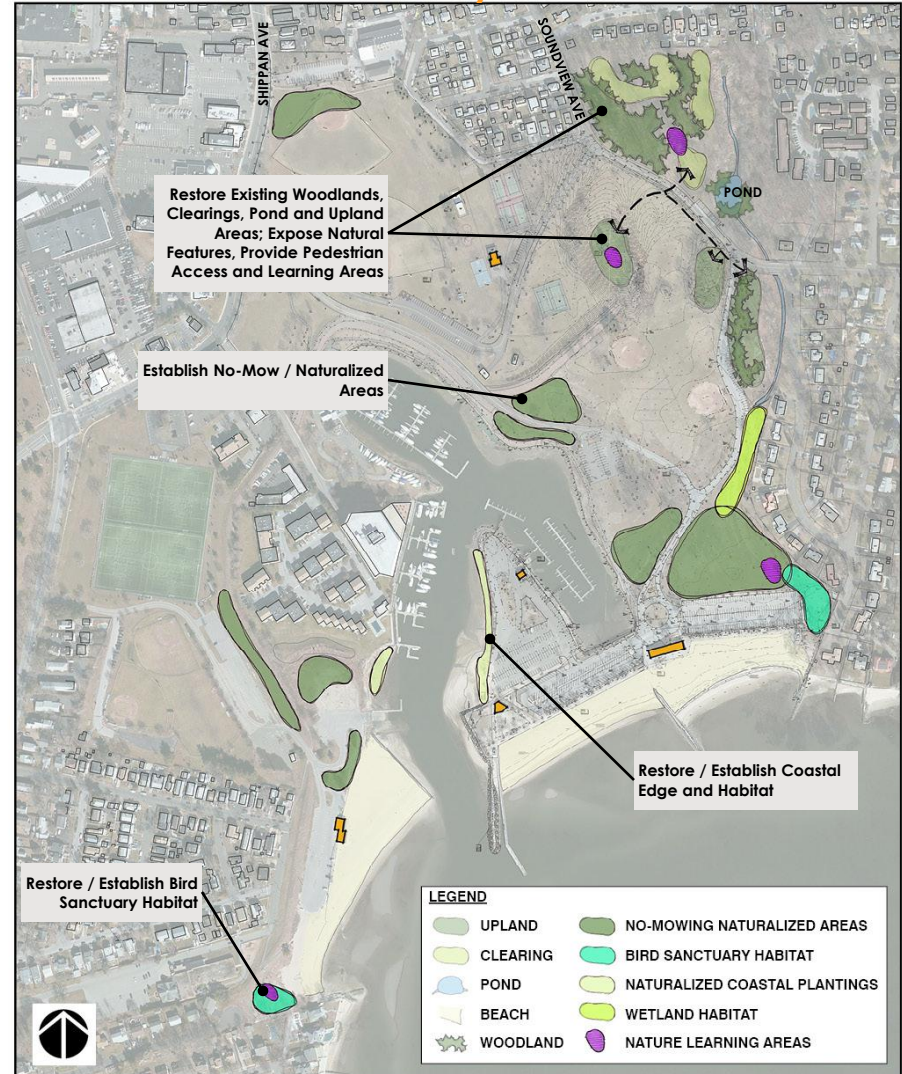 SHIPPAN AVE
SOUNDVIEW AVE
POND
Restore Existing Woodlands,
Clearings, Pond and Upland
Areas; Expose Natural
Features, Provide Pedestrian
Access and Learning Areas
Establish No-Mow / Naturalized
Areas
Restore / Establish Coastal
Edge and Habitat
Restore / Establish Bird
Sanctuary Habitat
LEGEND
UPLAND
CLEARING
POND
BEACH
WOODLAND
NO-MOWING NATURALIZED AREAS
BIRD SANCTUARY HABITAT
NATURALIZED COASTAL PLANTINGS
WETLAND HABITAT
NATURE LEARNING AREAS